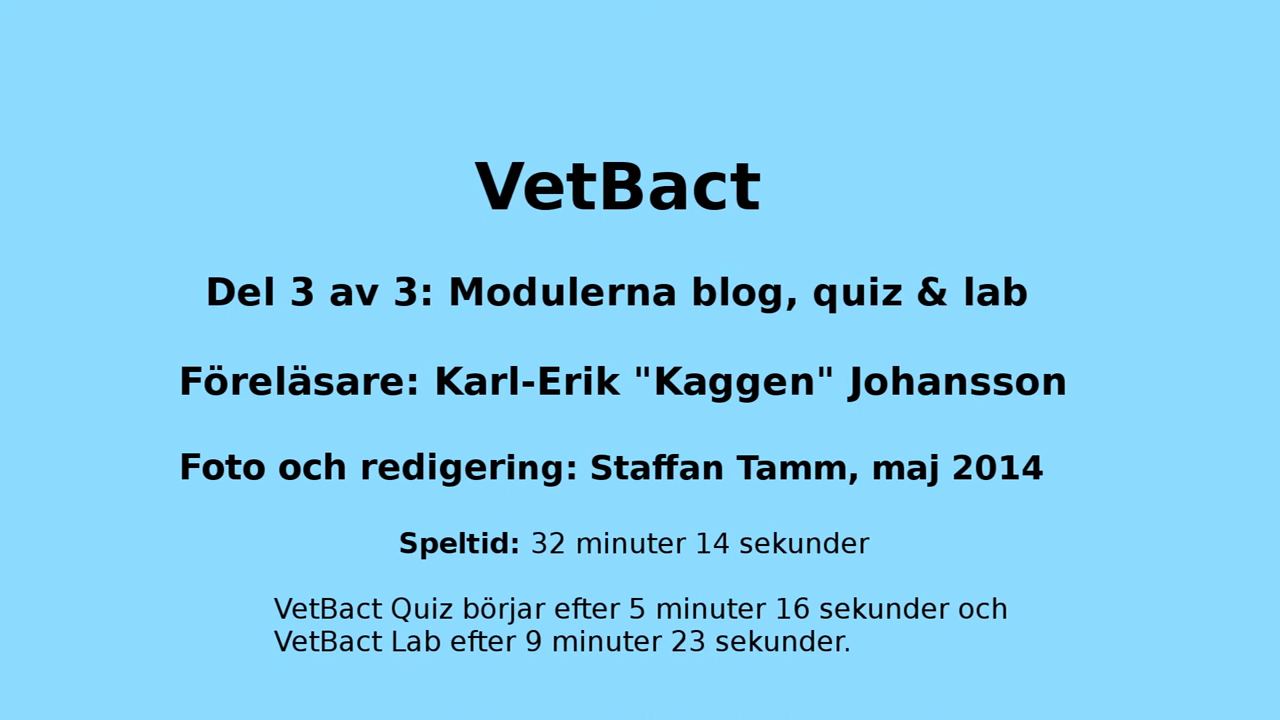 VetBact
Del 3 av 3: Modulerna blog, quiz & lab
Föreläsare: Karl-Erik "Kaggen" Johansson
Foto och redigering: Staffan Tamm, maj 2014
Speltid: 32 minuter 14 sekunder
VetBact Quiz börjar efter 5 minuter 16 sekunder och
VetBact Lab efter 9 minuter 23 sekunder.